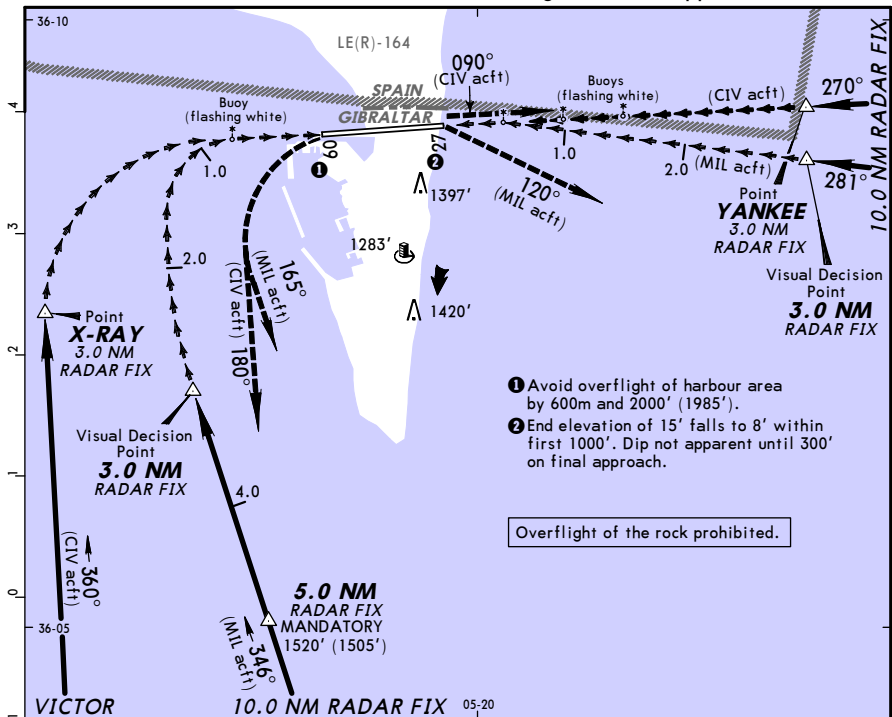 36-10
LE(R)-164
090°
(CIV acft)
Buoys
(flashing white)
(CIV acft)
270°
10.0 NM RADAR FIX
SPAIN
GIBRALTAR
Buoy
(flashing white)
4
1.0
09
27
1
2
1.0
2.0
(MIL acft)
281°
1397'
120°
(MIL acft)
Point
YANKEE
3.0 NM
RADAR FIX
3
1283'
2.0
165°
(MIL acft)
(CIV acft)
180°
1420'
Visual Decision
Point
3.0 NM
RADAR FIX
Point
X-RAY
3.0 NM
RADAR FIX
2
1 Avoid overflight of harbour area
by 600m and 2000' (1985').
2 End elevation of 15' falls to 8' within
first 1000'. Dip not apparent until 300'
on final approach.
Visual Decision
Point
3.0 NM
RADAR FIX
1
4.0
Overflight of the rock prohibited.
360°
(CIV acft)
0
5.0 NM
RADAR FIX
MANDATORY
1520' (1505')
36-05
346°
(MIL acft)
VICTOR
10.0 NM RADAR FIX
05-20
1